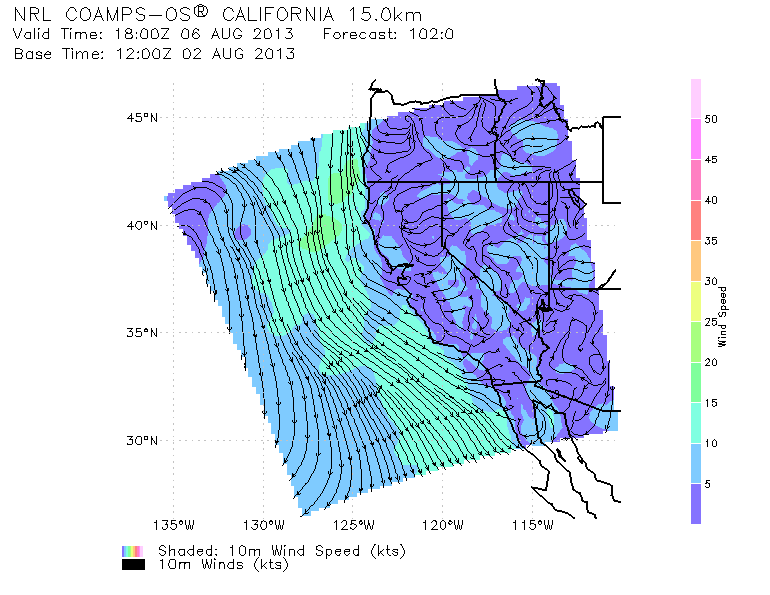 NRL COAMPS-OS® CALIFORNIA 15.0km
Valid Time: 18:00Z 06 AUG 2013 Forecast: 102:0
Base Time: 12:00Z 02 AUG 2013
45°N
40°N
35°N
30°N
135°W 130°W 125°W 120°W 115°W
50
45
40
35
30
25
20
15
10
5
Wind Speed
Shaded: 10m Wind Speed (kts)
10m Winds (kts)